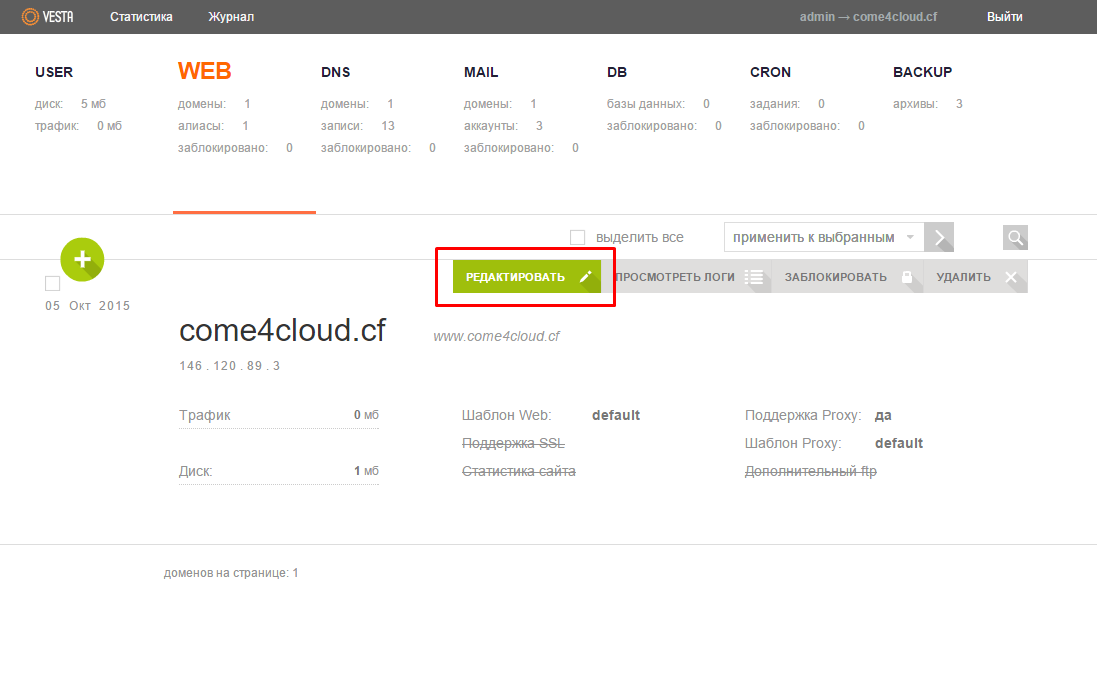 VESTA Статистика Журнал admin → come4cloud.cf Выйти
USER WEB DNS MAIL DB CRON BACKUP
диск: 5 мб домены: 1 домены: 1 домены: 1 базы данных: 0 задания: 0 архивы: 3
трафик: 0 мб алиасы: 1 записи: 13 аккаунты: 3 заблокировано: 0 заблокировано: 0
заблокировано: 0 заблокировано: 0 заблокировано: 0
выделить все применить к выбранным
РЕДАКТИРОВАТЬ ПРОСМОТРЕТЬ ЛОГИ ЗАБЛОКИРОВАТЬ УДАЛИТЬ
05 Окт 2015
come4cloud.cf www.come4cloud.cf
146.120.89.3
Трафик 0 мб Шаблон Web: default Поддержка Proxy: да
Поддержка SSL Шаблон Proxy: default
Диск: 1 мб Статистика сайта Дополнительный ftp
доменов на странице: 1